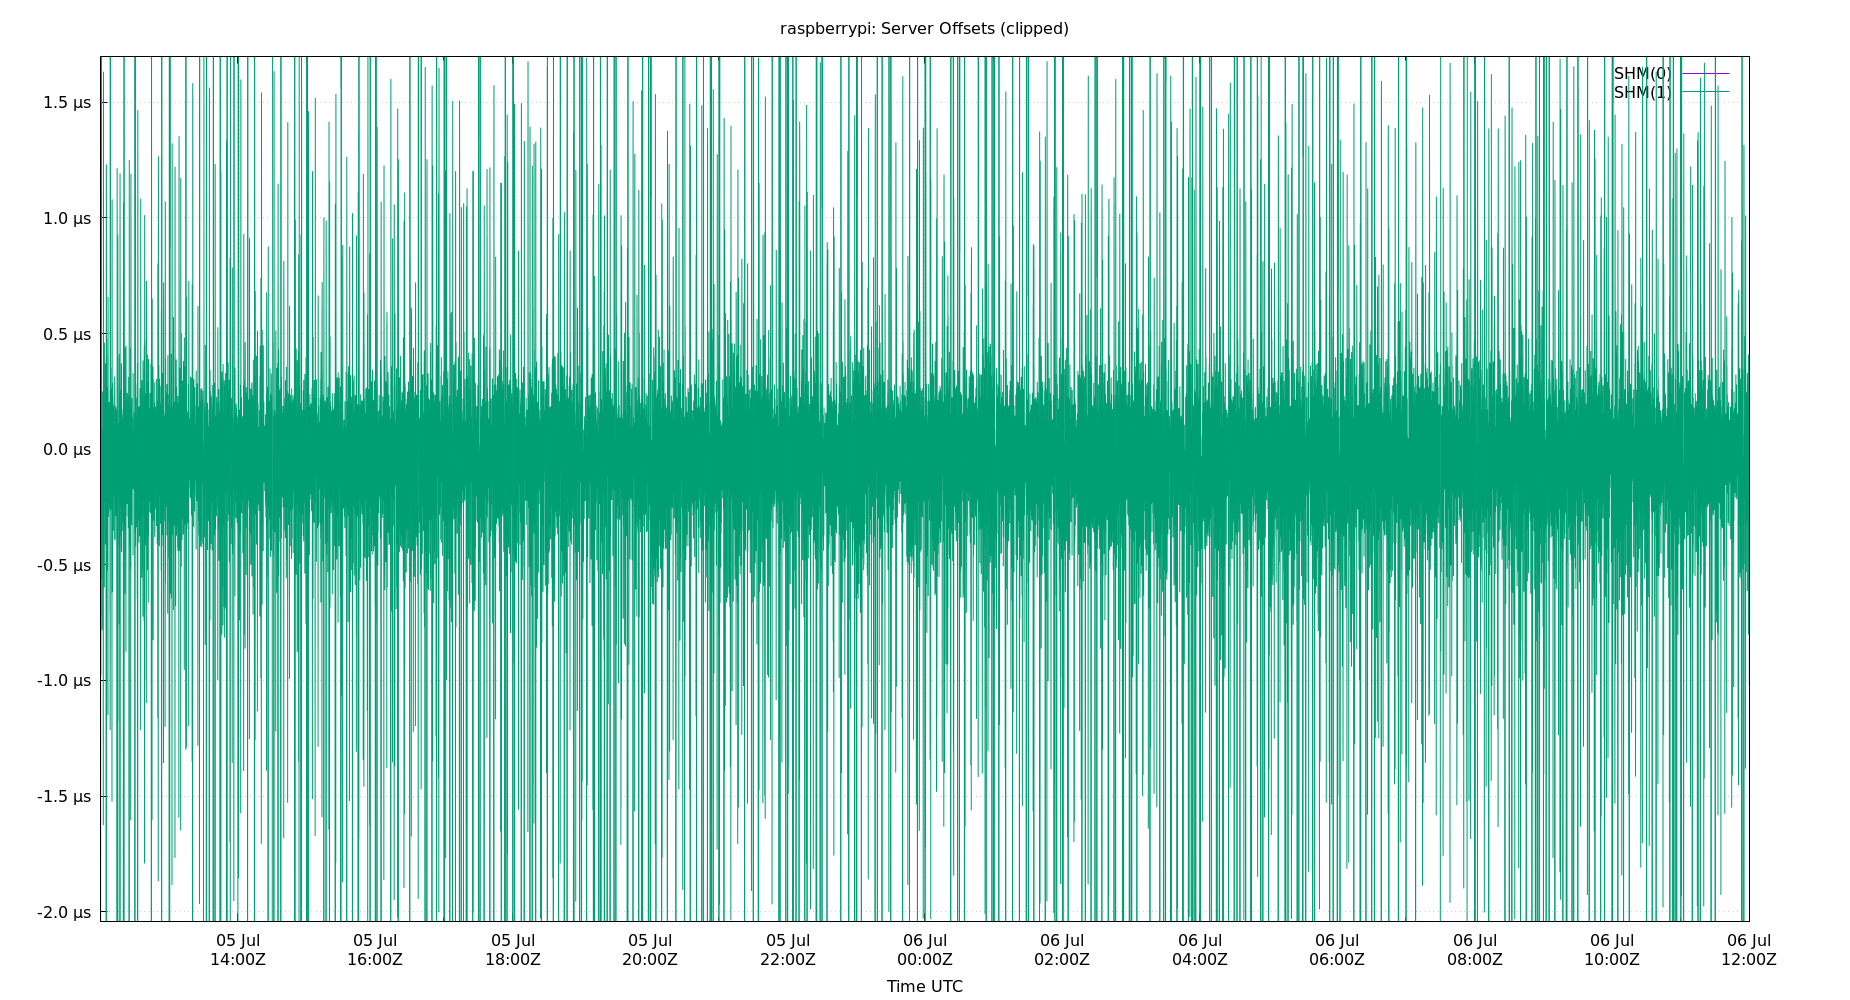 raspberrypi: Server Offsets (clipped)
SHM(0)
SHM(1)
1.5 µs
1.0 µs
0.5 µs
0.0 µs
-0.5 µs
-1.0 µs
-1.5 µs
-2.0 µs
05 Jul 05 Jul 05 Jul 05 Jul 05 Jul 06 Jul 06 Jul 06 Jul 06 Jul 06 Jul 06 Jul 06 Jul
14:00Z 16:00Z 18:00Z 20:00Z 22:00Z 00:00Z 02:00Z 04:00Z 06:00Z 08:00Z 10:00Z 12:00Z
Time UTC